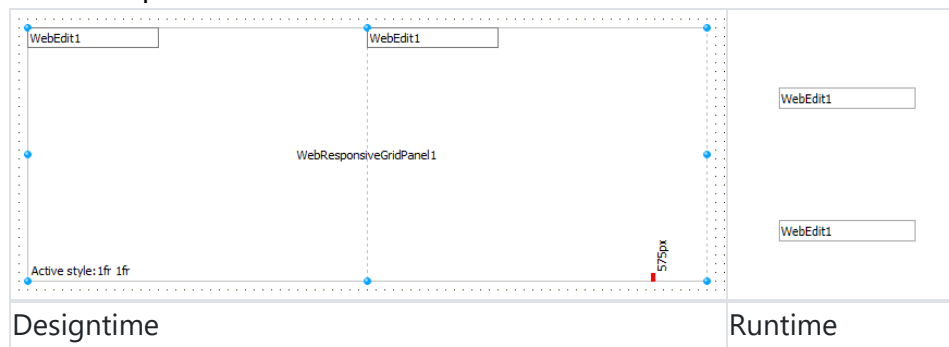 WebEdit1 WebEdit1
WebEdit1
WebResponsiveGridPanel1
WebEdit1
575px
Active style:1fr 1fr
Designtime Runtime